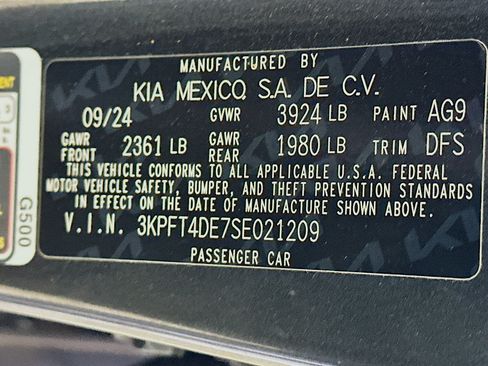 MANUFACTURED BY
KIA MEXICO, S.A. DE C.V.
09/24 GVWR 3924 LB PAINT AG9
GAWR FRONT 2361 LB GAWR REAR 1980 LB TRIM DFS
THIS VEHICLE CONFORMS TO ALL APPLICABLE U.S.A. FEDERAL
MOTOR VEHICLE SAFETY, BUMPER, AND THEFT PREVENTION STANDARDS
IN EFFECT ON THE DATE OF MANUFACTURE SHOWN ABOVE.
V.I.N. 3KPFT4DE7SE021209
PASSENGER CAR
G500